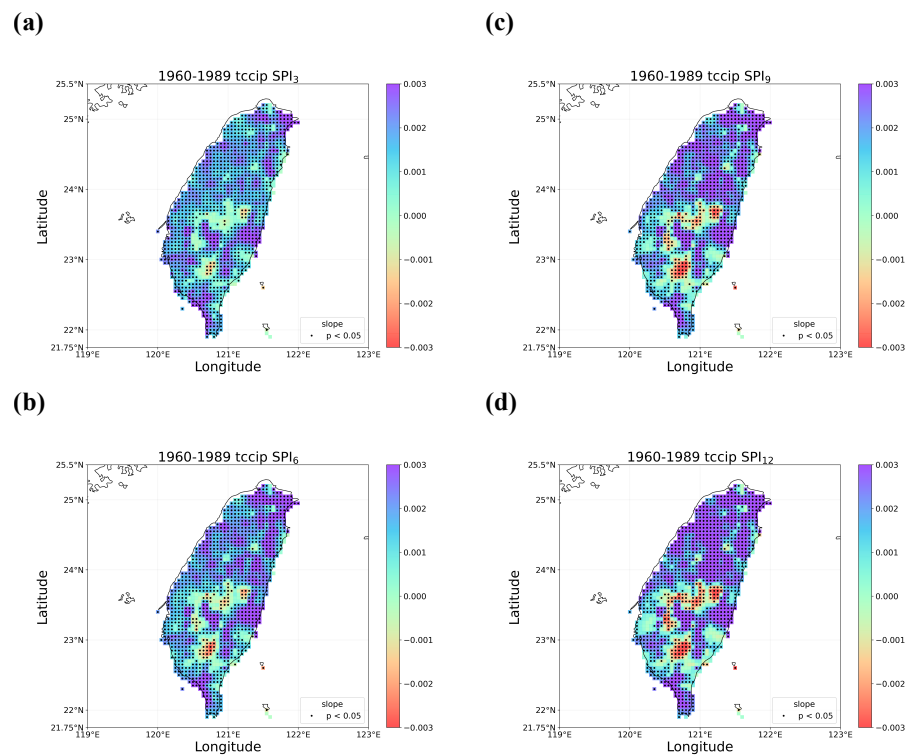 (a)
1960-1989 tccip SPI₃
25.5°N
25°N
24°N
23°N
22°N
21.75°N
119°E
120°E
121°E
122°E
123°E
Latitude
Longitude
slope
p < 0.05
0.003
0.002
0.001
0.000
−0.001
−0.002
−0.003
(c)
1960-1989 tccip SPI₉
25.5°N
25°N
24°N
23°N
22°N
21.75°N
119°E
120°E
121°E
122°E
123°E
Latitude
Longitude
slope
p < 0.05
0.003
0.002
0.001
0.000
−0.001
−0.002
−0.003
(b)
1960-1989 tccip SPI₆
25.5°N
25°N
24°N
23°N
22°N
21.75°N
119°E
120°E
121°E
122°E
123°E
Latitude
Longitude
slope
p < 0.05
0.003
0.002
0.001
0.000
−0.001
−0.002
−0.003
(d)
1960-1989 tccip SPI₁₂
25.5°N
25°N
24°N
23°N
22°N
21.75°N
119°E
120°E
121°E
122°E
123°E
Latitude
Longitude
slope
p < 0.05
0.003
0.002
0.001
0.000
−0.001
−0.002
−0.003